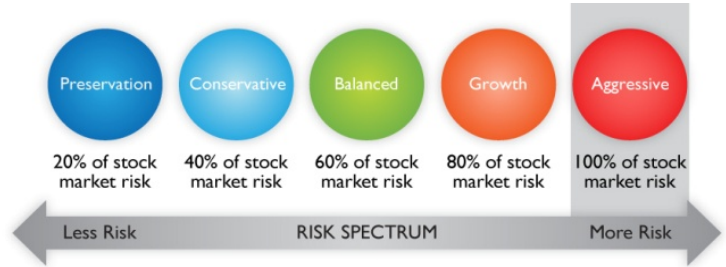 Preservation
Conservative
Balanced
Growth
Aggressive
20% of stock
market risk
40% of stock
market risk
60% of stock
market risk
80% of stock
market risk
100% of stock
market risk
Less Risk
RISK SPECTRUM
More Risk